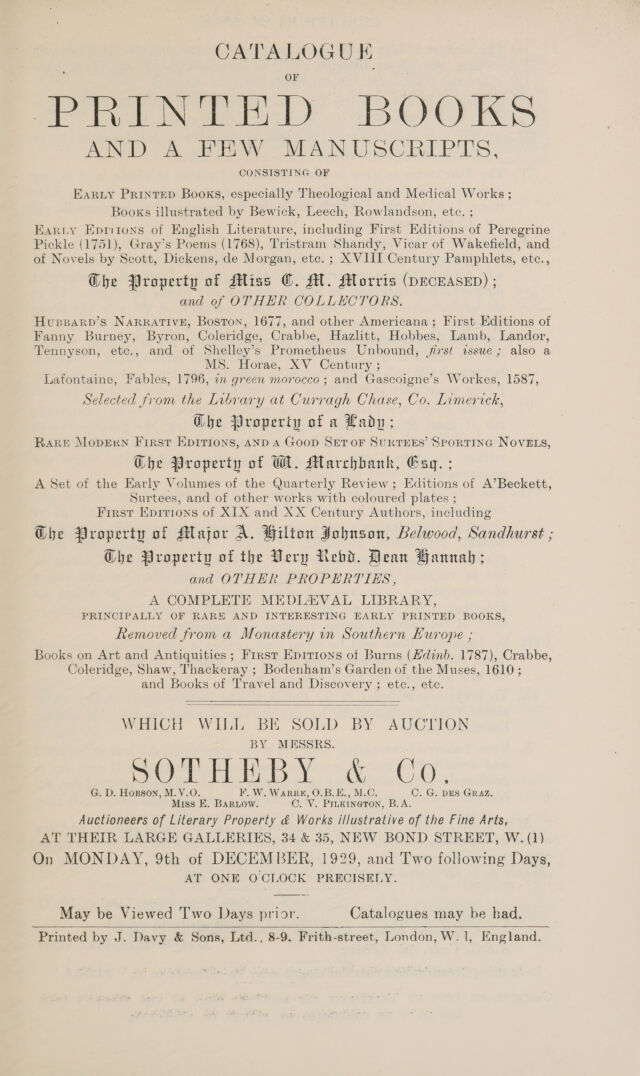 CATALOGUE
OF
PRINTED BOOKS
AND A FEW MANUSCRIPTS,
CONSISTING OF
EARLY PRINTED BOOKS, especially Theological and Medical Works;
BOOKS illustrated by Bewick, Leech, Rowlandson, etc.;
EARLY EDITIONS of English Literature, including First Editions of Peregrine
Pickle (1751), Gray's Poems (1768), Tristram Shandy, Vicar of Wakefield, and
of Novels by Scott, Dickens, de Morgan, etc.; XVIII Century Pamphlets, etc.,
The Property of Miss C. M. Morris (DECEASED);
and of OTHER COLLECTORS.
HUBBARD'S NARRATIVE, BOSTON, 1677, and other Americana; First Editions of
Fanny Burney, Byron, Coleridge, Crabbe, Hazlitt, Hobbes, Lamb, Landor,
Tennyson, etc., and of Shelley's Prometheus Unbound, first issue; also a
MS. Horae, XV Century;
Lafontaine, Fables, 1796, in green morocco; and Gascoigne's Workes, 1587,
Selected from the Library at Curragh Chase, Co. Limerick,
The Property of a Lady;
RARE MODERN FIRST EDITIONS, AND A GOOD SET OF SURTEES' SPORTING NOVELS,
The Property of W. Marchbank, Esq.;
A Set of the Early Volumes of the Quarterly Review; Editions of A'Beckett,
Surtees, and of other works with coloured plates;
FIRST EDITIONS of XIX and XX Century Authors, including
The Property of Major A. Hilton Johnson, Belwood, Sandhurst;
The Property of the Very Revd. Dean Hannah;
and OTHER PROPERTIES,
A COMPLETE MEDIÆVAL LIBRARY,
PRINCIPALLY OF RARE AND INTERESTING EARLY PRINTED BOOKS,
Removed from a Monastery in Southern Europe;
Books on Art and Antiquities; FIRST EDITIONS of Burns (Edinb. 1787), Crabbe,
Coleridge, Shaw, Thackeray; Bodenham's Garden of the Muses, 1610;
and Books of Travel and Discovery; etc., etc.
WHICH WILL BE SOLD BY AUCTION
BY MESSRS.
SOTHEBY & Co.
G. D. HOBSON, M.V.O. F. W. WARRE, O.B.E., M.C. C. G. DES GRAZ.
MISS E. BARLOW. C. V. PILKINGTON, B.A.
Auctioneers of Literary Property & Works illustrative of the Fine Arts,
AT THEIR LARGE GALLERIES, 34 & 35, NEW BOND STREET, W.(1)
On MONDAY, 9th of DECEMBER, 1929, and Two following Days,
AT ONE O'CLOCK PRECISELY.
May be Viewed Two Days prior. Catalogues may be had.
Printed by J. Davy & Sons, Ltd., 8-9, Frith-street, London, W. 1, England.